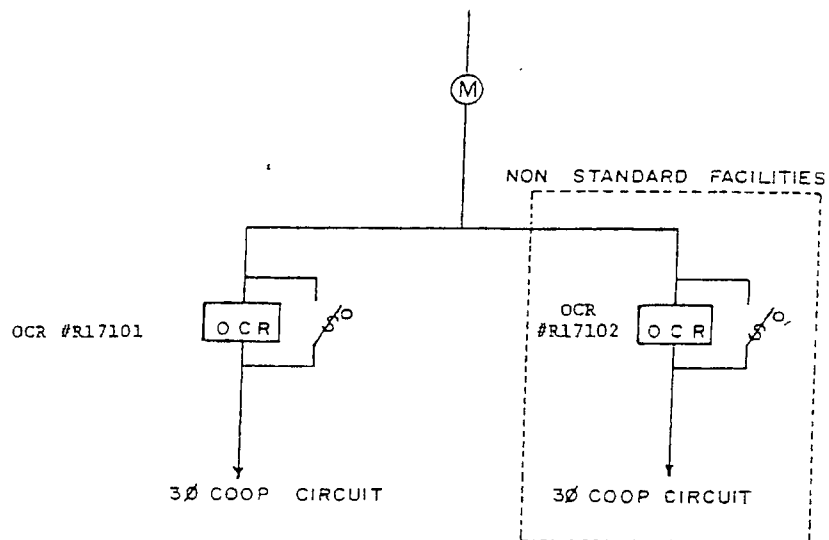 M
NON STANDARD FACILITIES
OCR #R17101
OCR
OCR
#R17102
OCR
3Ø COOP CIRCUIT
3Ø COOP CIRCUIT